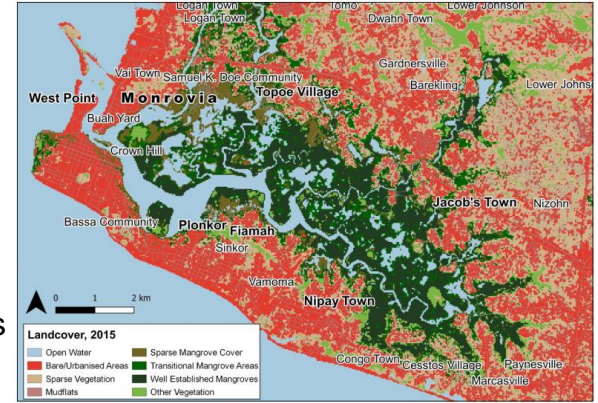 Logan Town
Logan Town
Tomo
Lower Johnson
Dwahn Town
Gardnersville
Vai Town
Samuel K. Doe Community
Barekling
Lower Johnso
West Point
Monrovia
Topoe Village
Buah Yard
Crown Hill
Jacob's Town
Nizohn
Bassa Community
Plonkor
Fiamah
Sinkor
Vamoma
Nipay Town
0 1 2 km
Congo Town
Cesstos Village
Paynesville
Marcasville
Landcover, 2015
Open Water
Bare/Urbanised Areas
Sparse Vegetation
Mudflats
Sparse Mangrove Cover
Transitional Mangrove Areas
Well Established Mangroves
Other Vegetation
s